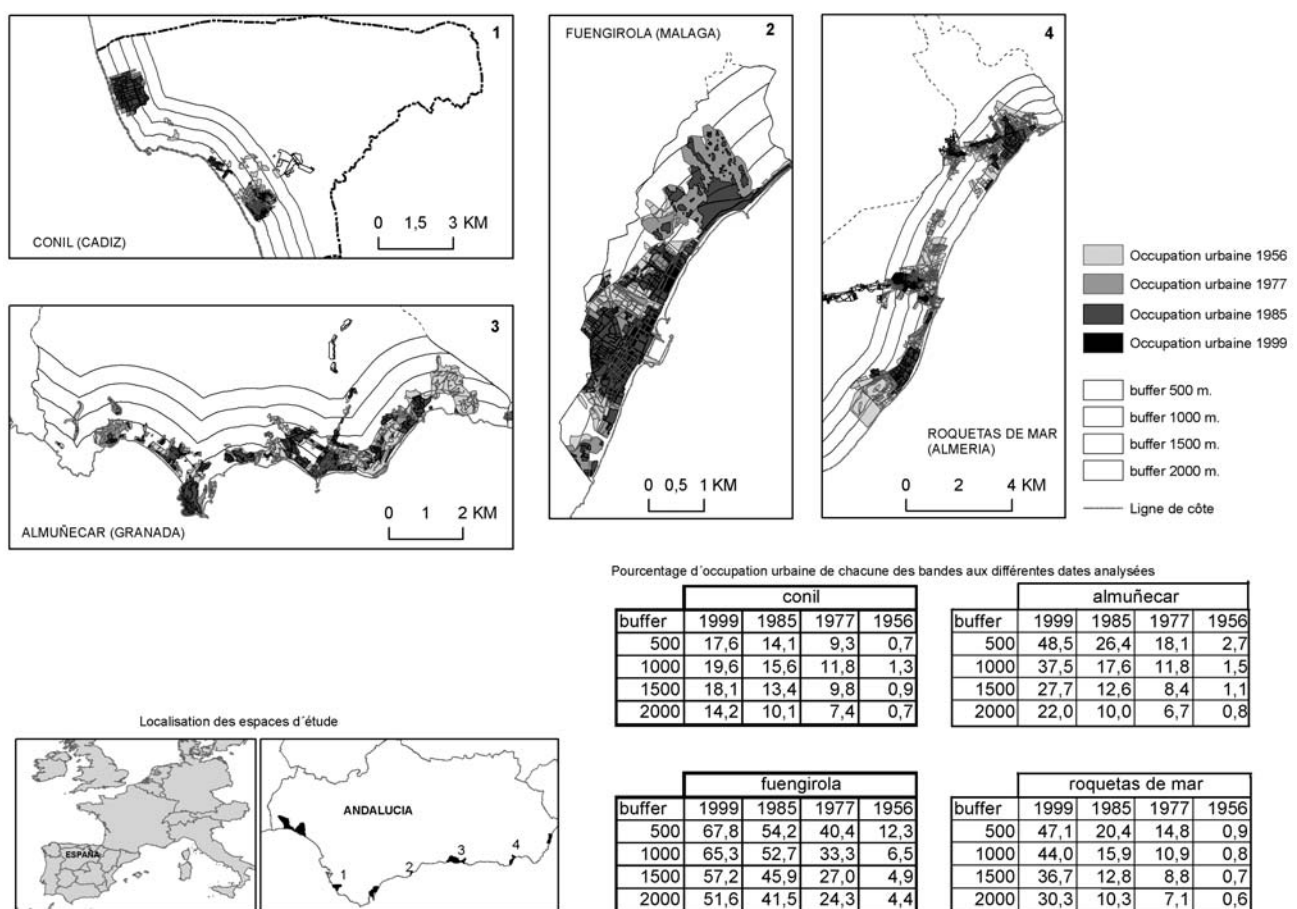 1
CONIL (CADIZ)
0 1,5 3 KM
FUENGIROLA (MALAGA)
2
0 0,5 1 KM
3
ALMUÑECAR (GRANADA)
0 1 2 KM
4
ROQUETAS DE MAR
(ALMERIA)
0 2 4 KM
Occupation urbaine 1956
Occupation urbaine 1977
Occupation urbaine 1985
Occupation urbaine 1999
buffer 500 m.
buffer 1000 m.
buffer 1500 m.
buffer 2000 m.
Ligne de côte
Pourcentage d´occupation urbaine de chacune des bandes aux différentes dates analysées
conil
buffer 1999 1985 1977 1956
500 17,6 14,1 9,3 0,7
1000 19,6 15,6 11,8 1,3
1500 18,1 13,4 9,8 0,9
2000 14,2 10,1 7,4 0,7
almuñecar
buffer 1999 1985 1977 1956
500 48,5 26,4 18,1 2,7
1000 37,5 17,6 11,8 1,5
1500 27,7 12,6 8,4 1,1
2000 22,0 10,0 6,7 0,8
fuengirola
buffer 1999 1985 1977 1956
500 67,8 54,2 40,4 12,3
1000 65,3 52,7 33,3 6,5
1500 57,2 45,9 27,0 4,9
2000 51,6 41,5 24,3 4,4
roquetas de mar
buffer 1999 1985 1977 1956
500 47,1 20,4 14,8 0,9
1000 44,0 15,9 10,9 0,8
1500 36,7 12,8 8,8 0,7
2000 30,3 10,3 7,1 0,6
Localisation des espaces d´étude
ESPAÑA
ANDALUCIA
1
2
3
4